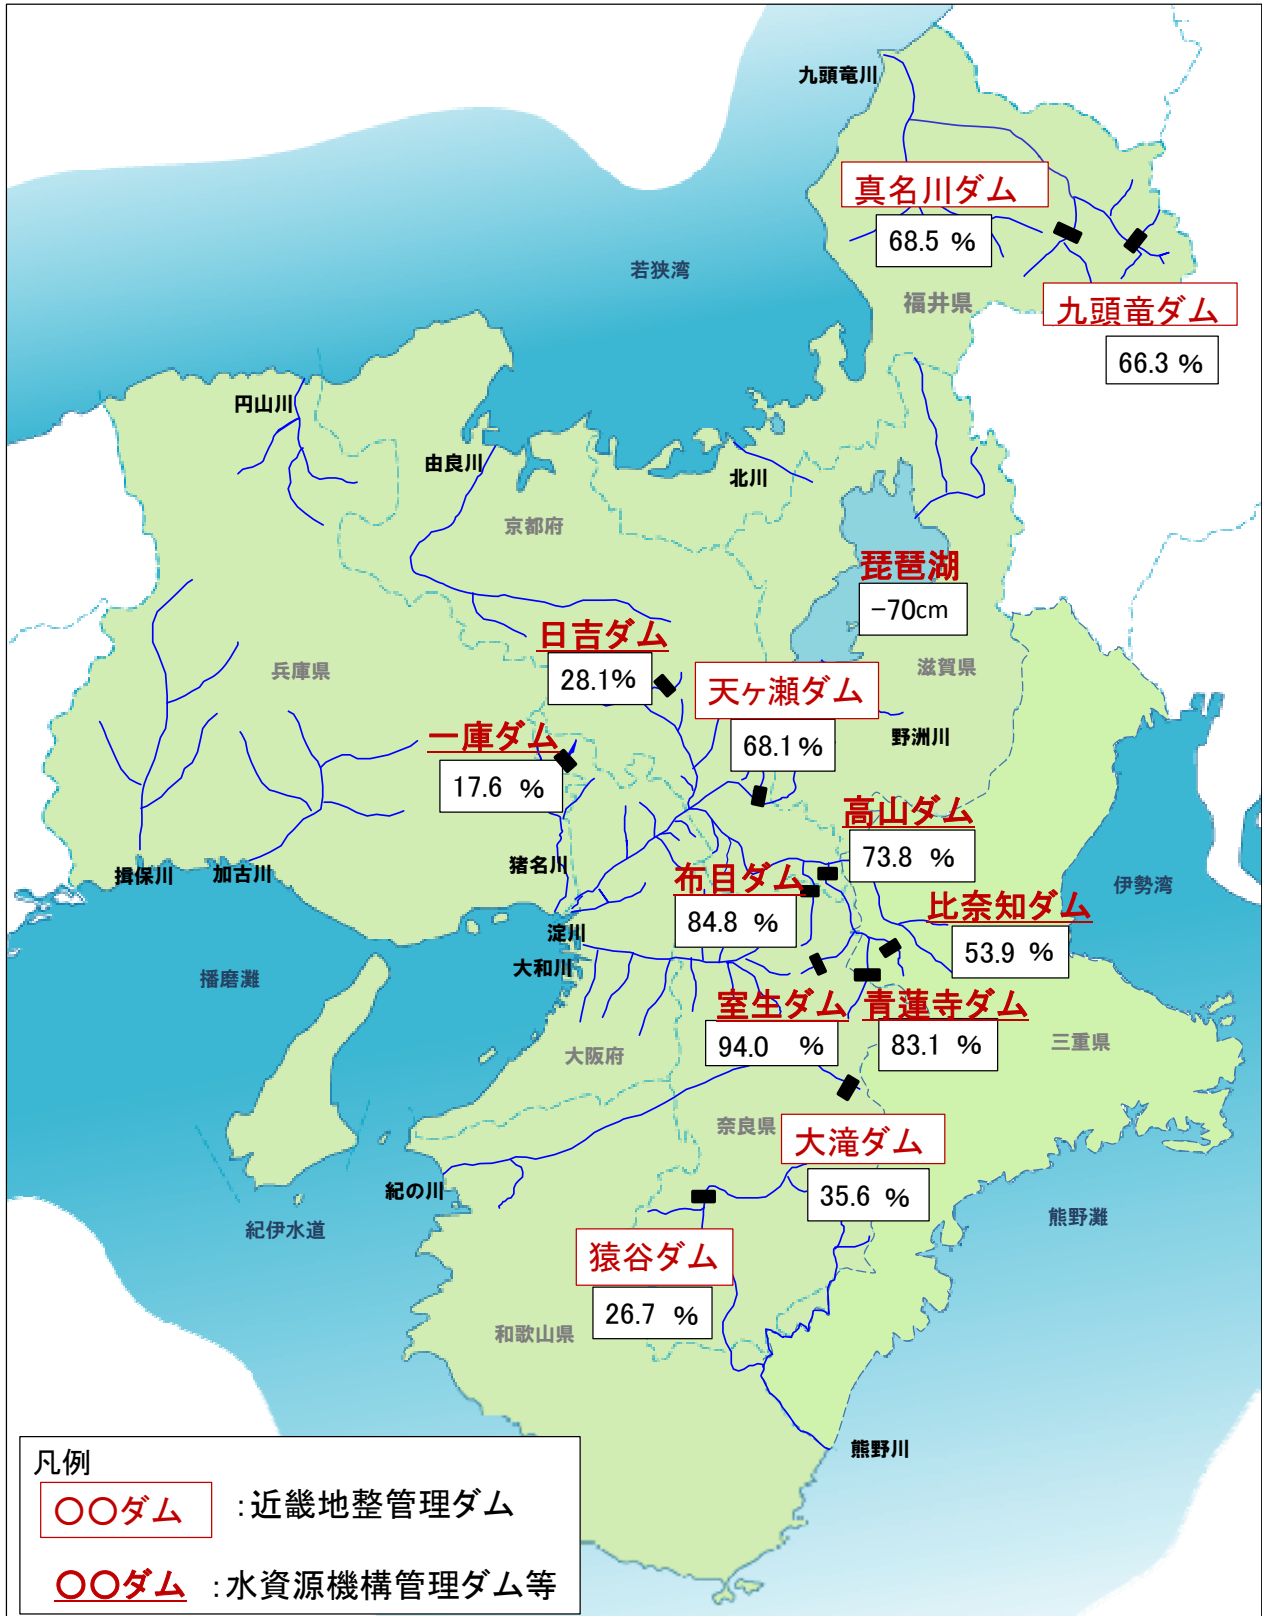 九頭竜川
真名川ダム
68.5 %
若狭湾
福井県
九頭竜ダム
66.3 %
円山川
由良川
北川
京都府
琵琶湖
-70cm
日吉ダム
28.1%
兵庫県
滋賀県
天ヶ瀬ダム
68.1%
野洲川
一庫ダム
17.6 %
高山ダム
73.8 %
揖保川
加古川
猪名川
布目ダム
84.8 %
伊勢湾
比奈知ダム
53.9 %
淀川
大和川
播磨灘
室生ダム
94.0 %
青蓮寺ダム
83.1 %
大阪府
三重県
奈良県
大滝ダム
35.6 %
紀の川
紀伊水道
熊野灘
猿谷ダム
26.7 %
和歌山県
熊野川
凡例
〇〇ダム :近畿地整管理ダム
〇〇ダム :水資源機構管理ダム等